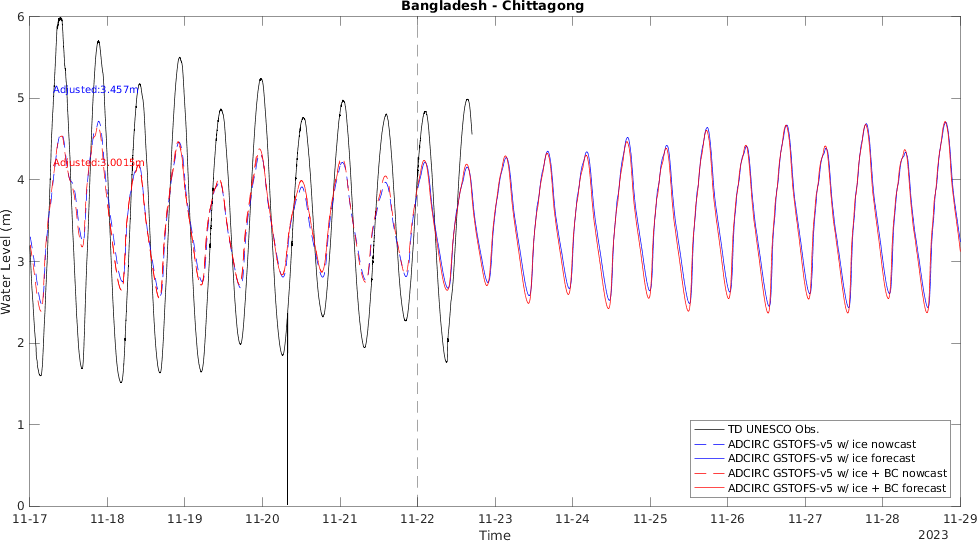 Bangladesh - Chittagong
6
5
4
3
2
1
0
Water Level (m)
Adjusted:3.457m
Adjusted:3.0015m
TD UNESCO Obs.
ADCIRC GSTOFS-v5 w/ ice nowcast
ADCIRC GSTOFS-v5 w/ ice forecast
ADCIRC GSTOFS-v5 w/ ice + BC nowcast
ADCIRC GSTOFS-v5 w/ ice + BC forecast
11-17 11-18 11-19 11-20 11-21 11-22 11-23 11-24 11-25 11-26 11-27 11-28 11-29
Time
2023